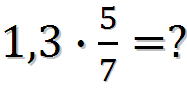 1,3 · 5/7 =?